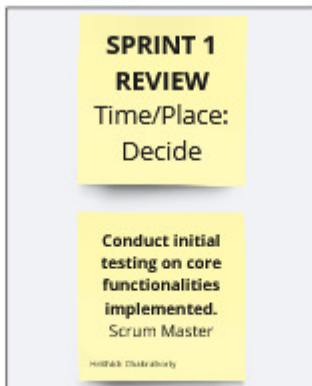 SPRINT 1
REVIEW
Time/Place:
Decide
Conduct initial
testing on core
functionalities
implemented.
Scrum Master